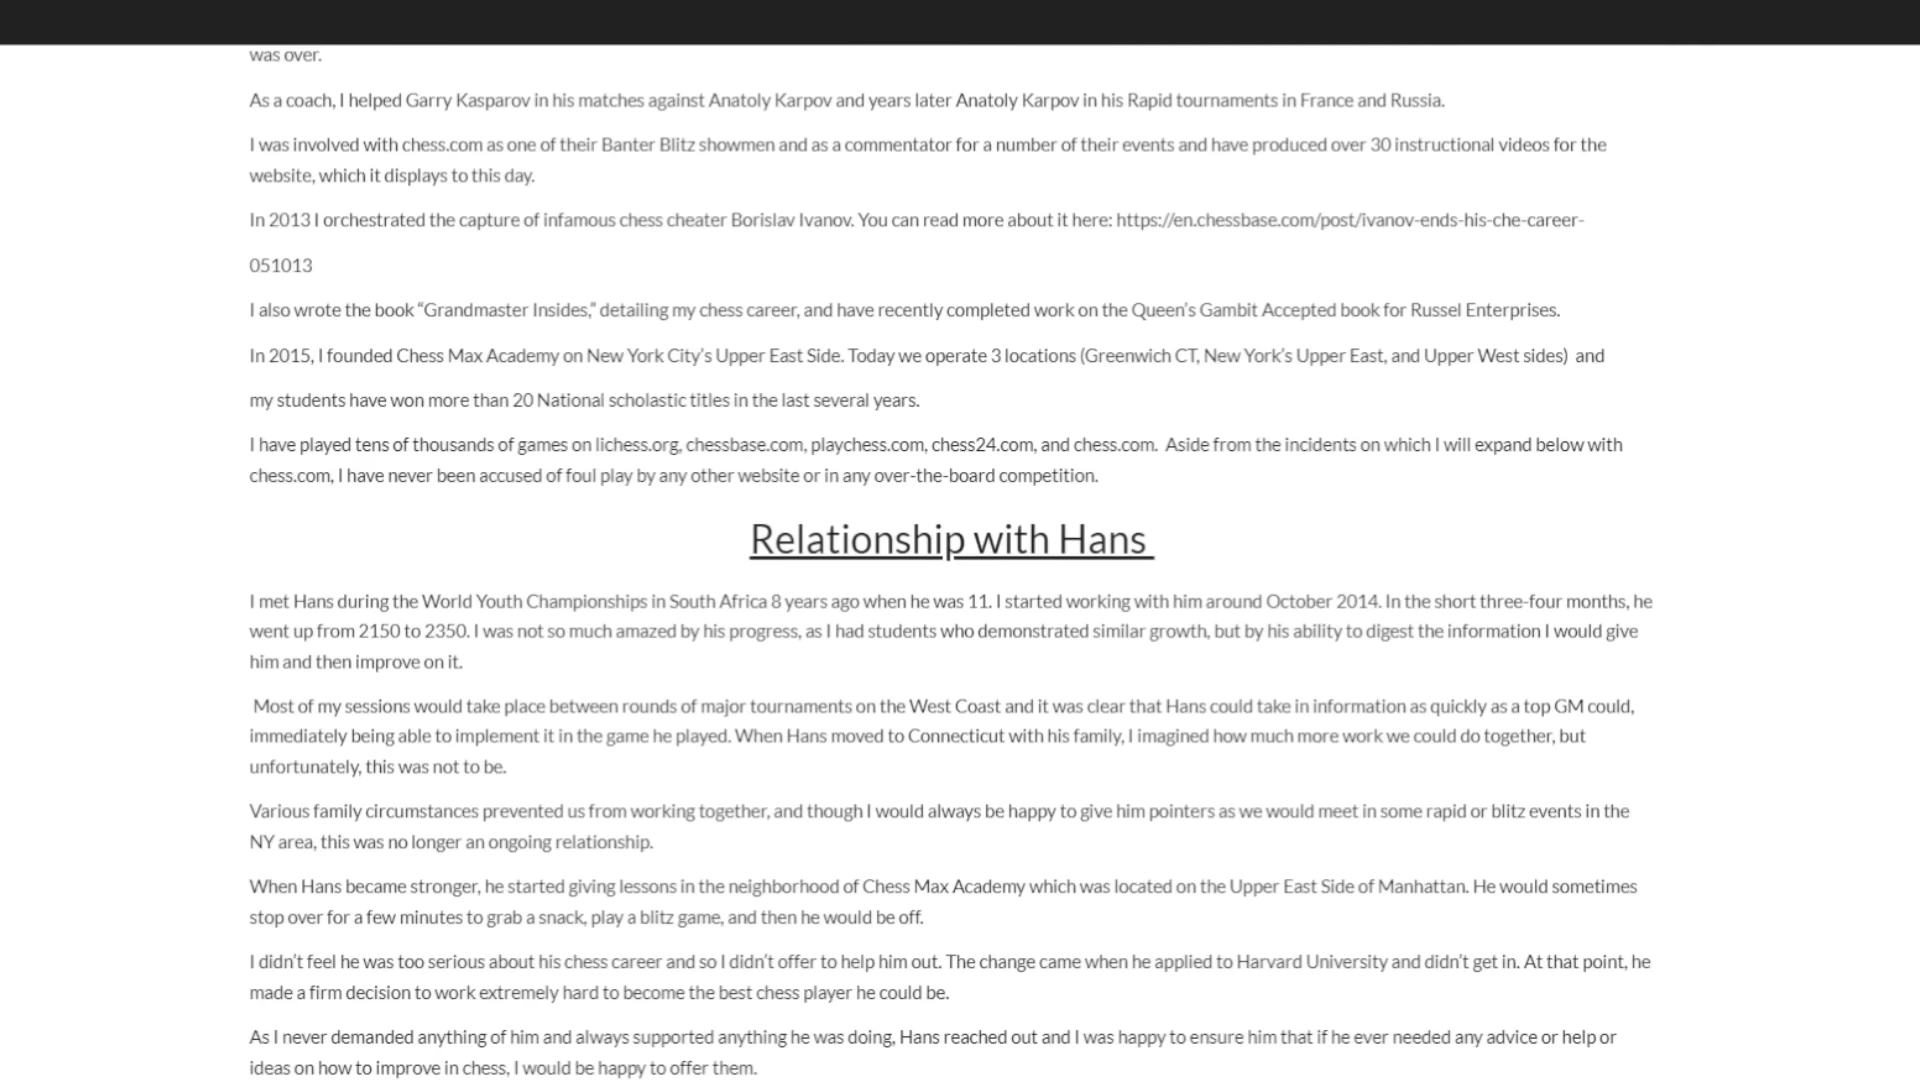 was over.
As a coach, I helped Garry Kasparov in his matches against Anatoly Karpov and years later Anatoly Karpov in his Rapid tournaments in France and Russia.
I was involved with chess.com as one of their Banter Blitz showmen and as a commentator for a number of their events and have produced over 30 instructional videos for the
website, which it displays to this day.
In 2013 I orchestrated the capture of infamous chess cheater Borislav Ivanov. You can read more about it here: https://en.chessbase.com/post/ivanov-ends-his-che-career-
051013
I also wrote the book “Grandmaster Insides,” detailing my chess career, and have recently completed work on the Queen’s Gambit Accepted book for Russel Enterprises.
In 2015, I founded Chess Max Academy on New York City’s Upper East Side. Today we operate 3 locations (Greenwich CT, New York’s Upper East, and Upper West sides)  and
my students have won more than 20 National scholastic titles in the last several years.
I have played tens of thousands of games on lichess.org, chessbase.com, playchess.com, chess24.com, and chess.com.  Aside from the incidents on which I will expand below with
chess.com, I have never been accused of foul play by any other website or in any over-the-board competition.
Relationship with Hans
I met Hans during the World Youth Championships in South Africa 8 years ago when he was 11. I started working with him around October 2014. In the short three-four months, he
went up from 2150 to 2350. I was not so much amazed by his progress, as I had students who demonstrated similar growth, but by his ability to digest the information I would give
him and then improve on it.
Most of my sessions would take place between rounds of major tournaments on the West Coast and it was clear that Hans could take in information as quickly as a top GM could,
immediately being able to implement it in the game he played. When Hans moved to Connecticut with his family, I imagined how much more work we could do together, but
unfortunately, this was not to be.
Various family circumstances prevented us from working together, and though I would always be happy to give him pointers as we would meet in some rapid or blitz events in the
NY area, this was no longer an ongoing relationship.
When Hans became stronger, he started giving lessons in the neighborhood of Chess Max Academy which was located on the Upper East Side of Manhattan. He would sometimes
stop over for a few minutes to grab a snack, play a blitz game, and then he would be off.
I didn’t feel he was too serious about his chess career and so I didn’t offer to help him out. The change came when he applied to Harvard University and didn’t get in. At that point, he
made a firm decision to work extremely hard to become the best chess player he could be.
As I never demanded anything of him and always supported anything he was doing, Hans reached out and I was happy to ensure him that if he ever needed any advice or help or
ideas on how to improve in chess, I would be happy to offer them.